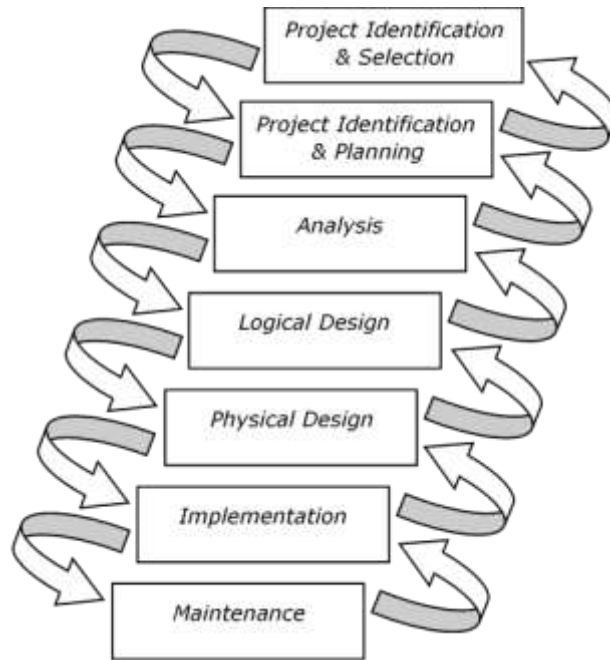 Project Identification
& Selection
Project Identification
& Planning
Analysis
Logical Design
Physical Design
Implementation
Maintenance